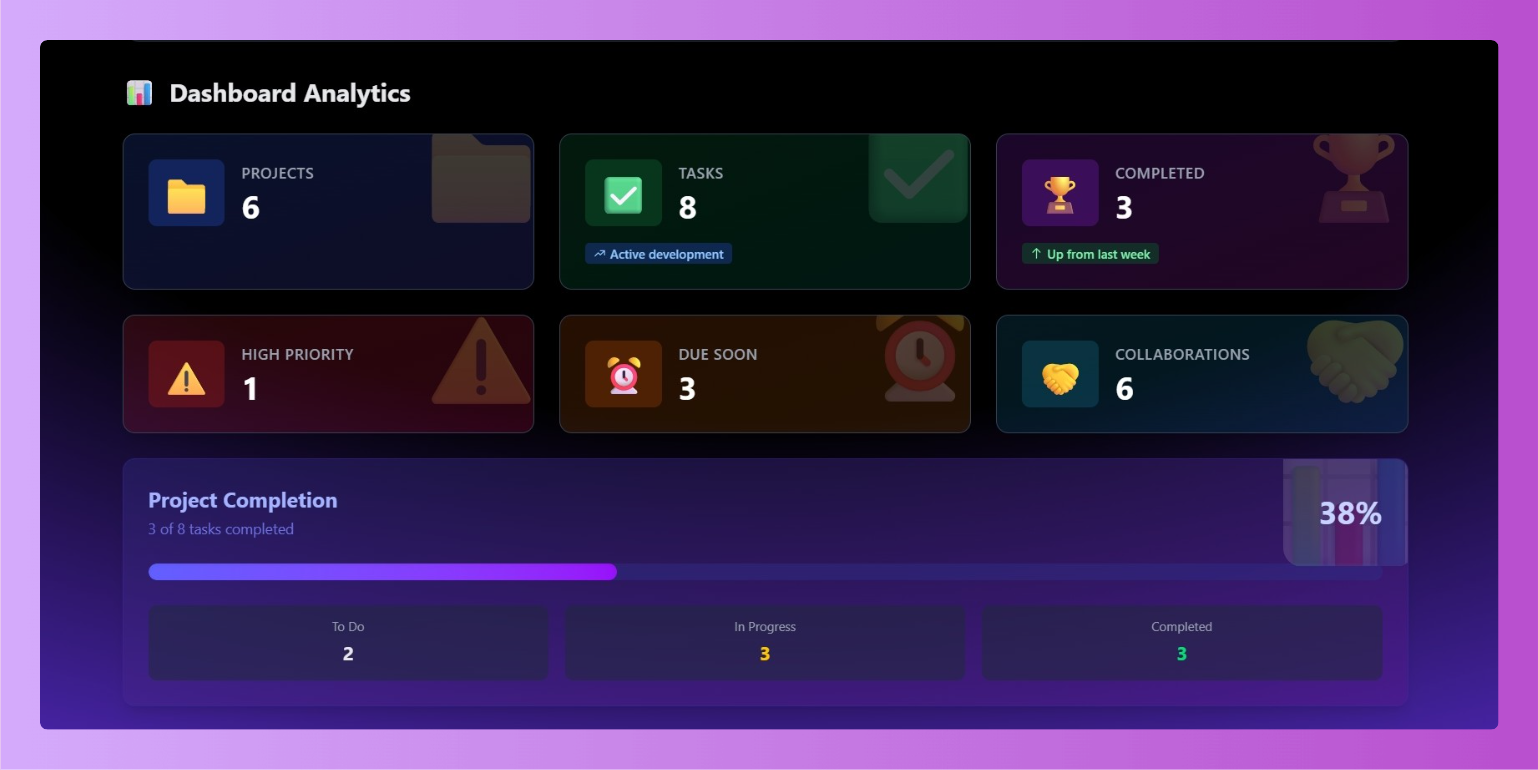 Dashboard Analytics
PROJECTS
6
TASKS
8
Active development
COMPLETED
3
Up from last week
HIGH PRIORITY
1
DUE SOON
3
COLLABORATIONS
6
Project Completion
3 of 8 tasks completed
38%
To Do
2
In Progress
3
Completed
3